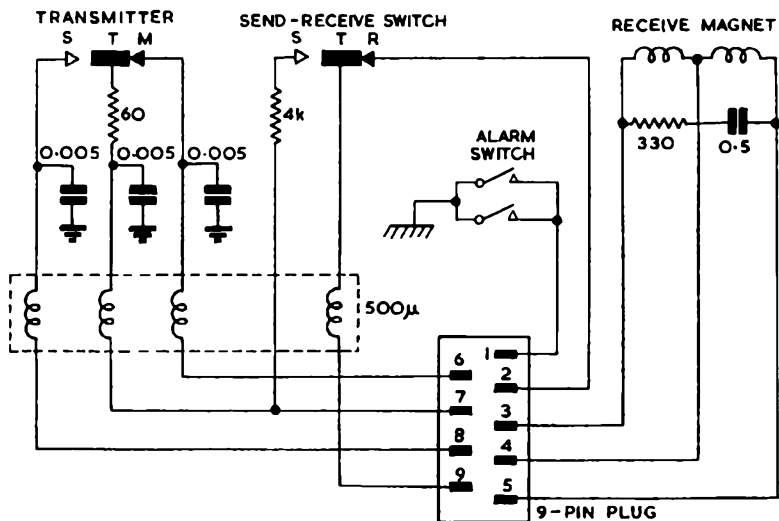 TRANSMITTER
S T M
SEND-RECEIVE SWITCH
S T R
RECEIVE MAGNET
60
4k
0·005 0·005 0·005
ALARM
SWITCH
330 0·5
500μ
1
2
3
4
5
6
7
8
9
9-PIN PLUG